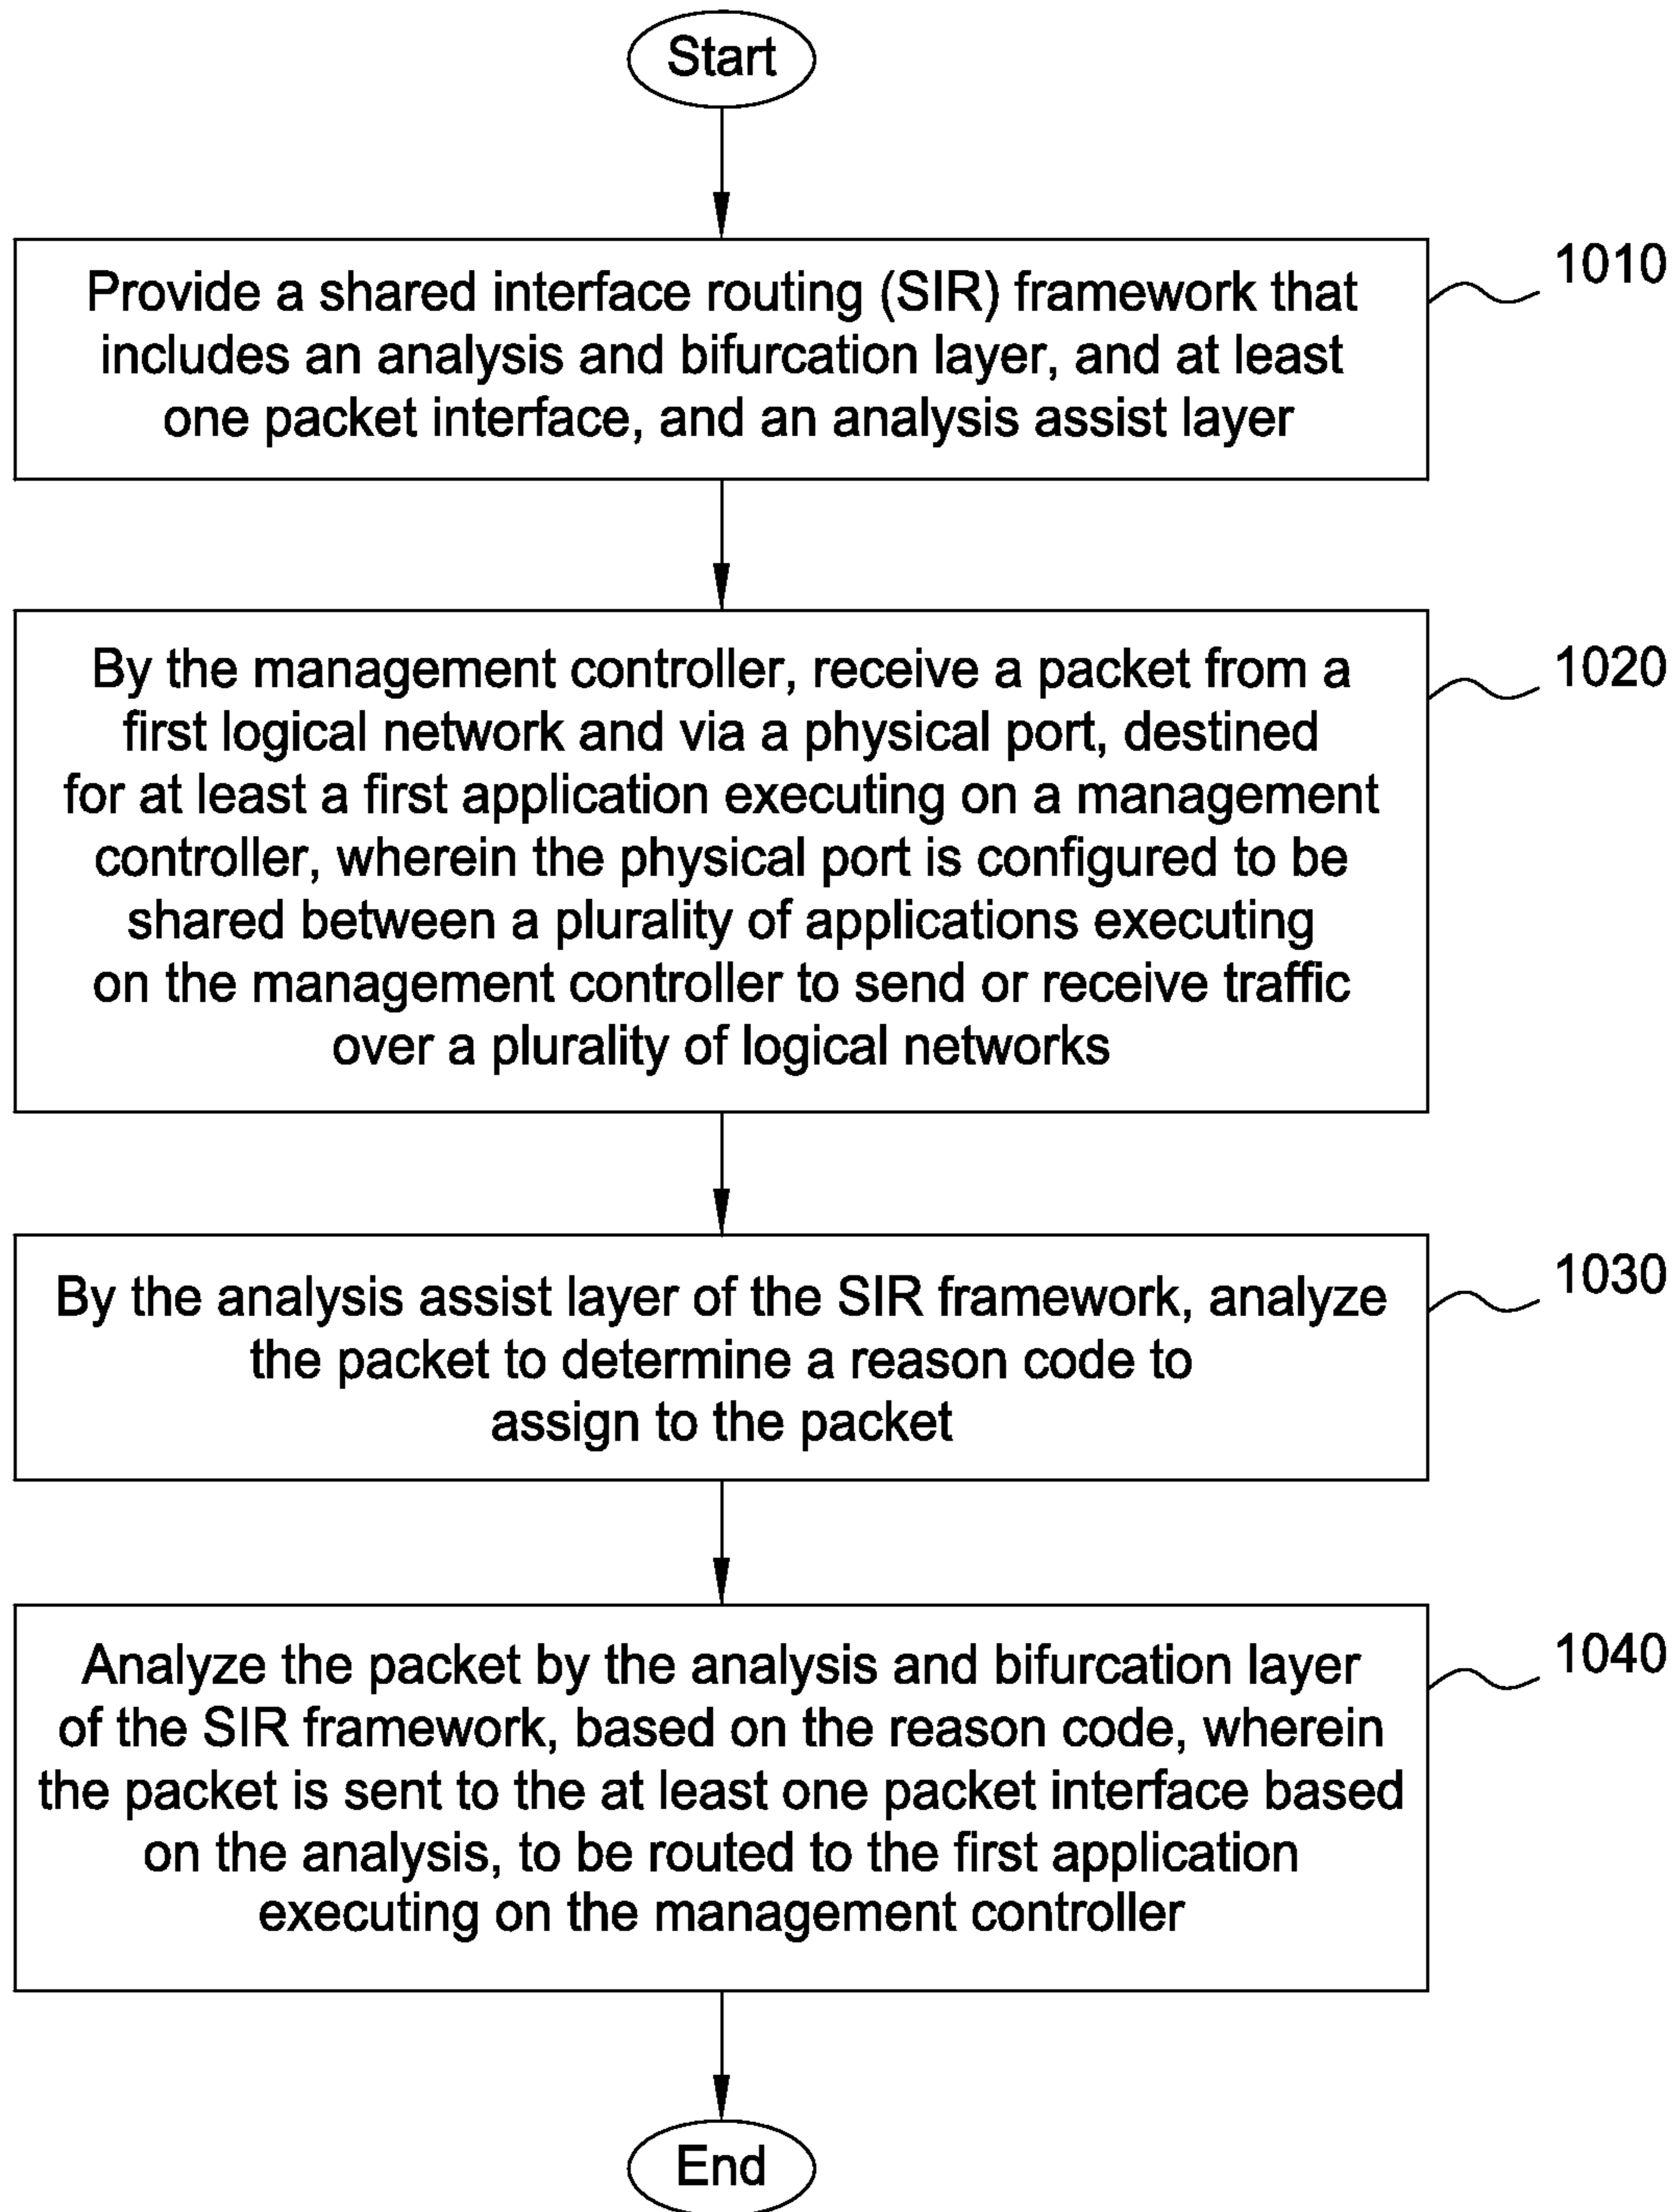 Start
Provide a shared interface routing (SIR) framework that
includes an analysis and bifurcation layer, and at least
one packet interface, and an analysis assist layer
1010
By the management controller, receive a packet from a
first logical network and via a physical port, destined
for at least a first application executing on a management
controller, wherein the physical port is configured to be
shared between a plurality of applications executing
on the management controller to send or receive traffic
over a plurality of logical networks
1020
By the analysis assist layer of the SIR framework, analyze
the packet to determine a reason code to
assign to the packet
1030
Analyze the packet by the analysis and bifurcation layer
of the SIR framework, based on the reason code, wherein
the packet is sent to the at least one packet interface based
on the analysis, to be routed to the first application
executing on the management controller
1040
End